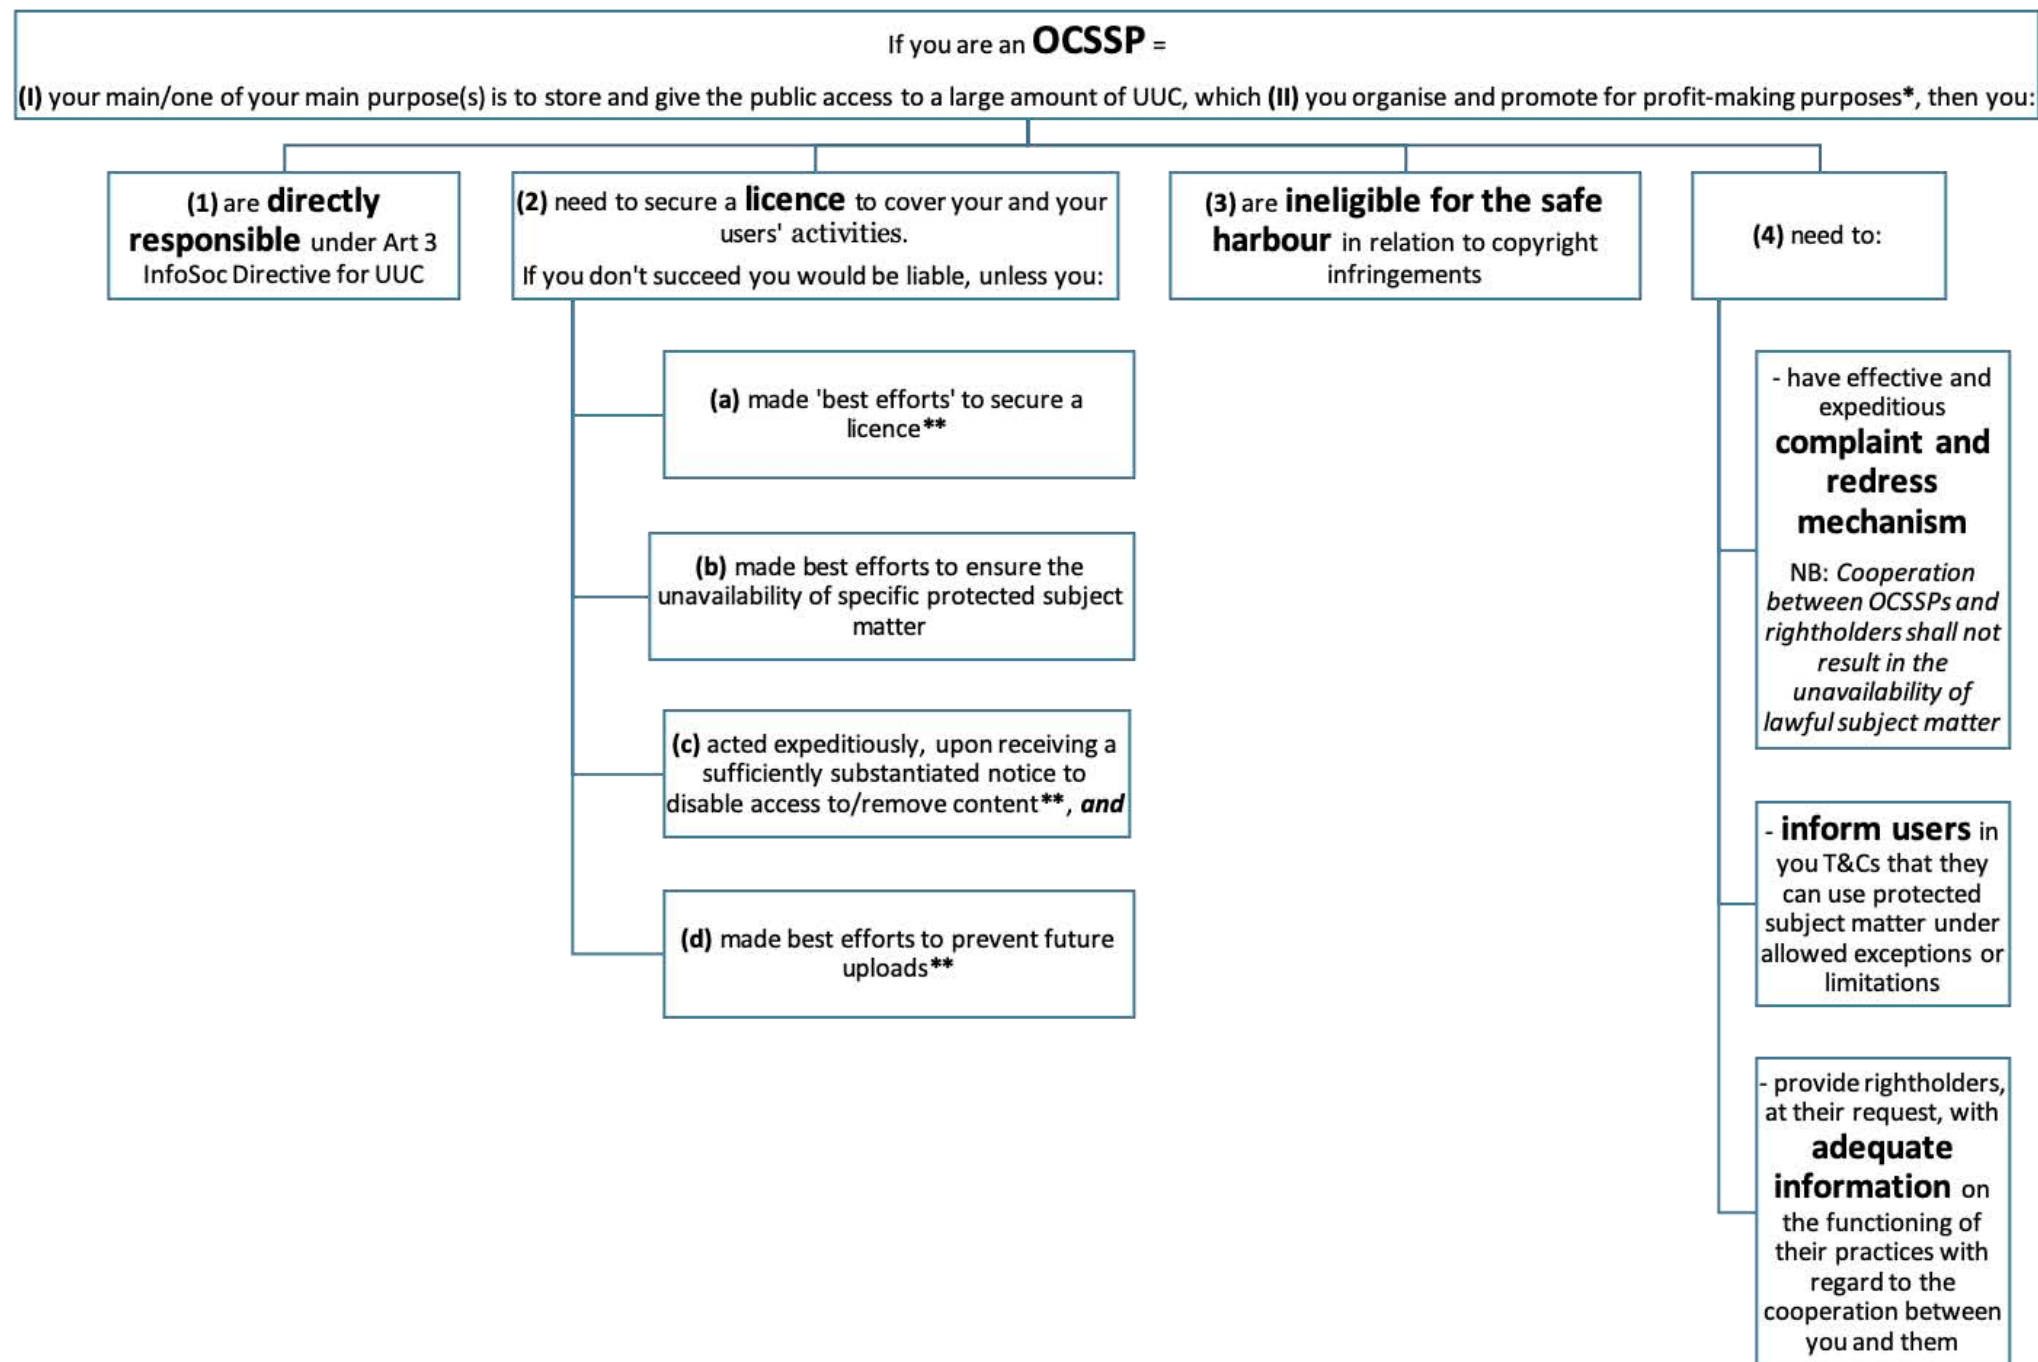 If you are an OCSSP =
(I) your main/one of your main purpose(s) is to store and give the public access to a large amount of UUC, which (II) you organise and promote for profit-making purposes*, then you:
(1) are directly
responsible under Art 3
InfoSoc Directive for UUC
(2) need to secure a licence to cover your and your
users' activities.
If you don't succeed you would be liable, unless you:
(a) made 'best efforts' to secure a
licence**
(b) made best efforts to ensure the
unavailability of specific protected subject
matter
(c) acted expeditiously, upon receiving a
sufficiently substantiated notice to
disable access to/remove content**, and
(d) made best efforts to prevent future
uploads**
(3) are ineligible for the safe
harbour in relation to copyright
infringements
(4) need to:
- have effective and
expeditious
complaint and
redress
mechanism
NB: Cooperation
between OCSSPs and
rightholders shall not
result in the
unavailability of
lawful subject matter
- inform users in
you T&Cs that they
can use protected
subject matter under
allowed exceptions or
limitations
- provide rightholders,
at their request, with
adequate
information on
the functioning of
their practices with
regard to the
cooperation between
you and them